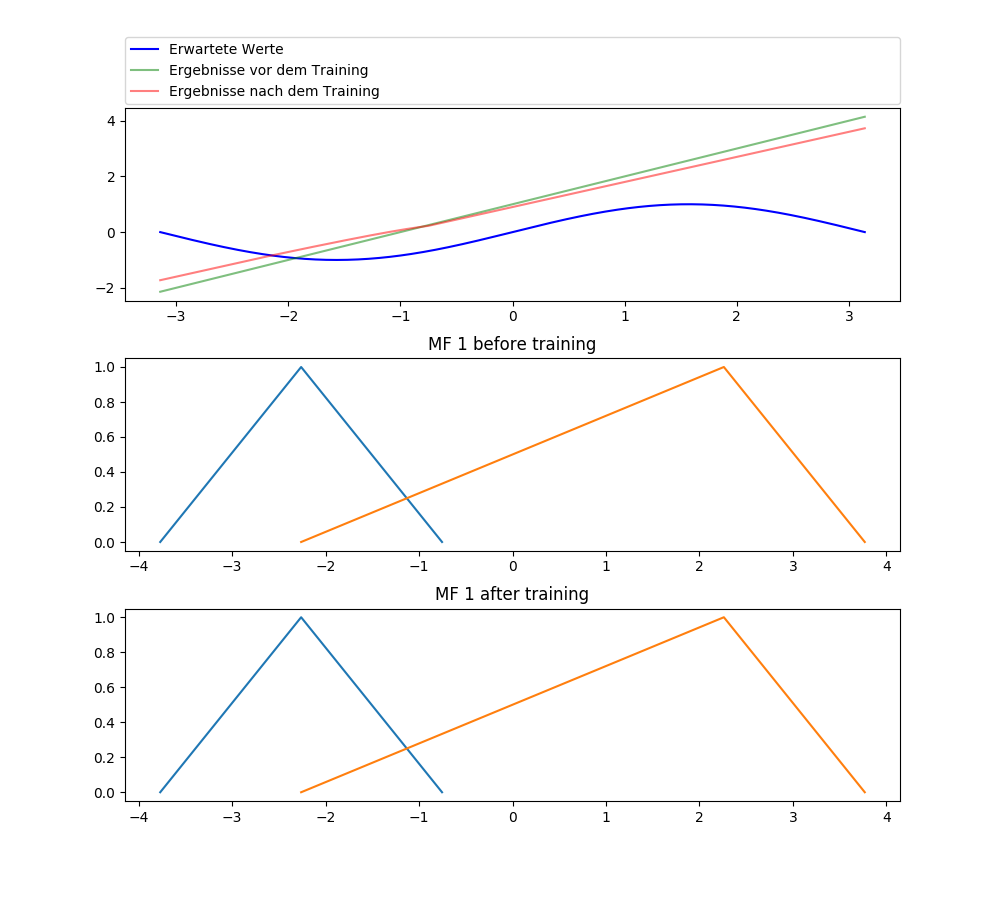 Erwartete Werte
Ergebnisse vor dem Training
Ergebnisse nach dem Training
4
2
0
−2
−3 −2 −1 0 1 2 3
MF 1 before training
1.0
0.8
0.6
0.4
0.2
0.0
−4 −3 −2 −1 0 1 2 3 4
MF 1 after training
1.0
0.8
0.6
0.4
0.2
0.0
−4 −3 −2 −1 0 1 2 3 4